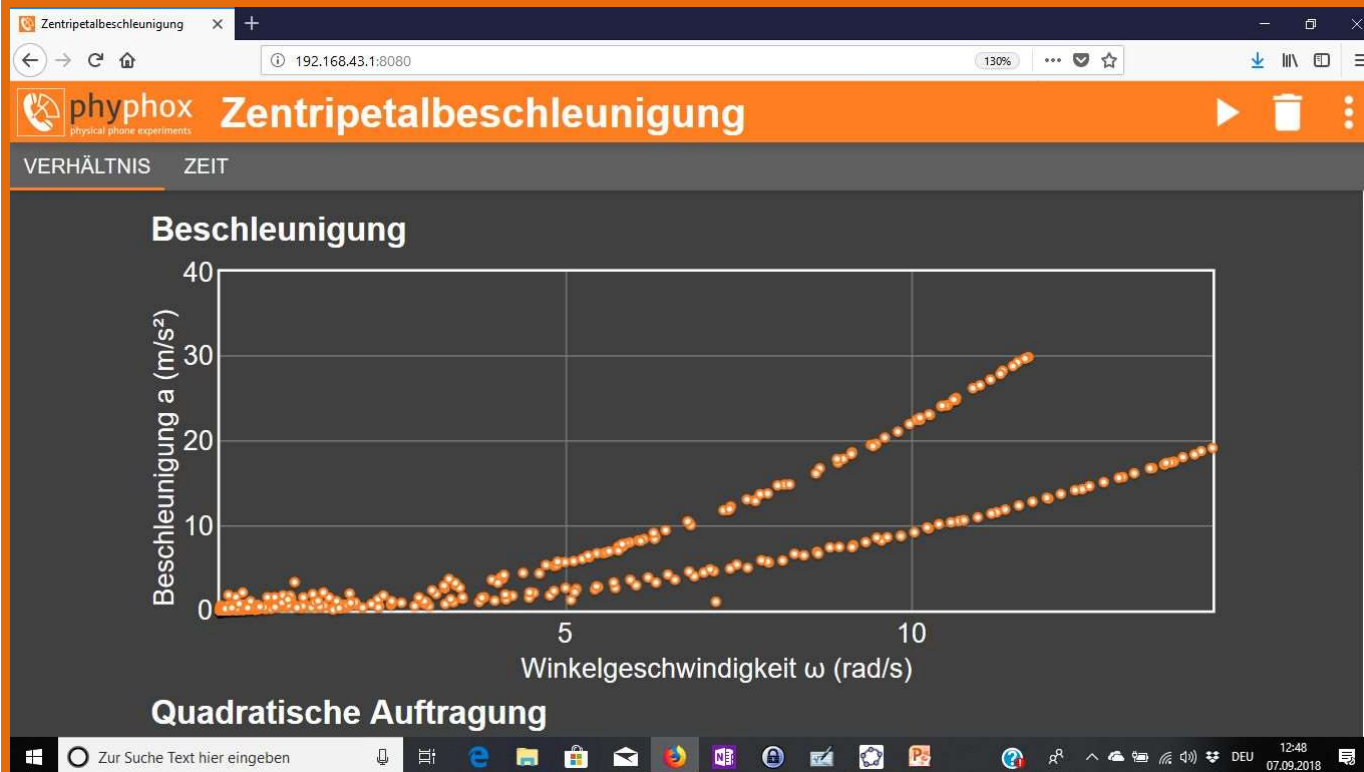 Zentripetalbeschleunigung
192.168.43.1:8080
130%
phyphox
physical phone experiments
Zentripetalbeschleunigung
VERHÄLTNIS ZEIT
Beschleunigung
40
30
20
10
0
Beschleunigung a (m/s²)
5 10
Winkelgeschwindigkeit ω (rad/s)
Quadratische Auftragung
Zur Suche Text hier eingeben
DEU
12:48
07.09.2018